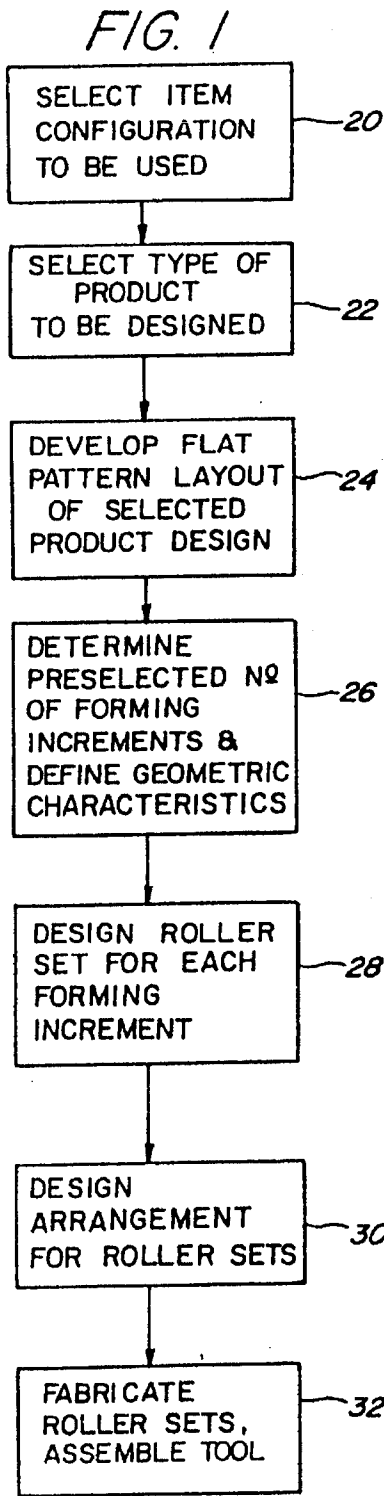 FIG. 1
SELECT ITEM
CONFIGURATION
TO BE USED
20
SELECT TYPE OF
PRODUCT
TO BE DESIGNED
22
DEVELOP FLAT
PATTERN LAYOUT
OF SELECTED
PRODUCT DESIGN
24
DETERMINE
PRESELECTED Nº
OF FORMING
INCREMENTS &
DEFINE GEOMETRIC
CHARACTERISTICS
26
DESIGN ROLLER
SET FOR EACH
FORMING
INCREMENT
28
DESIGN
ARRANGEMENT
FOR ROLLER SETS
30
FABRICATE
ROLLER SETS,
ASSEMBLE TOOL
32